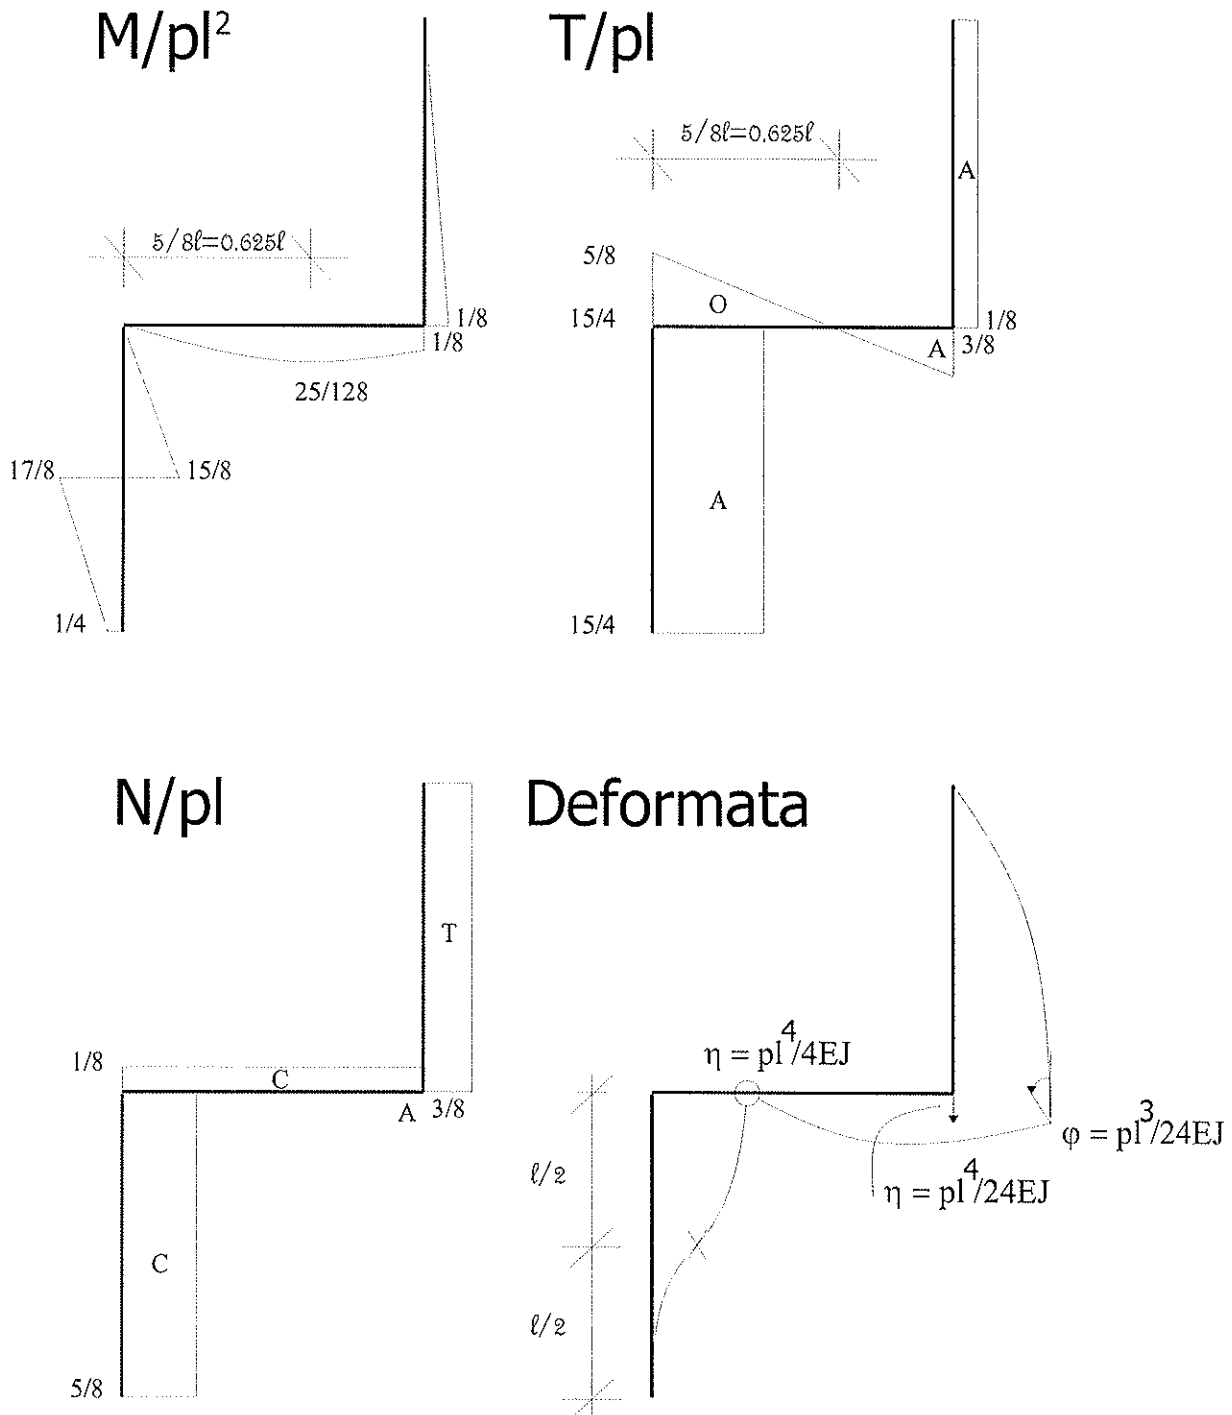 M/pl²
5/8ℓ=0.625ℓ
1/8
1/8
25/128
17/8
15/8
1/4
T/pl
5/8ℓ=0.625ℓ
A
5/8
O
15/4
1/8
A
3/8
A
15/4
N/pl
T
1/8
C
A
3/8
C
5/8
Deformata
η = pl⁴/4EJ
φ = pl³/24EJ
η = pl⁴/24EJ
ℓ/2
ℓ/2